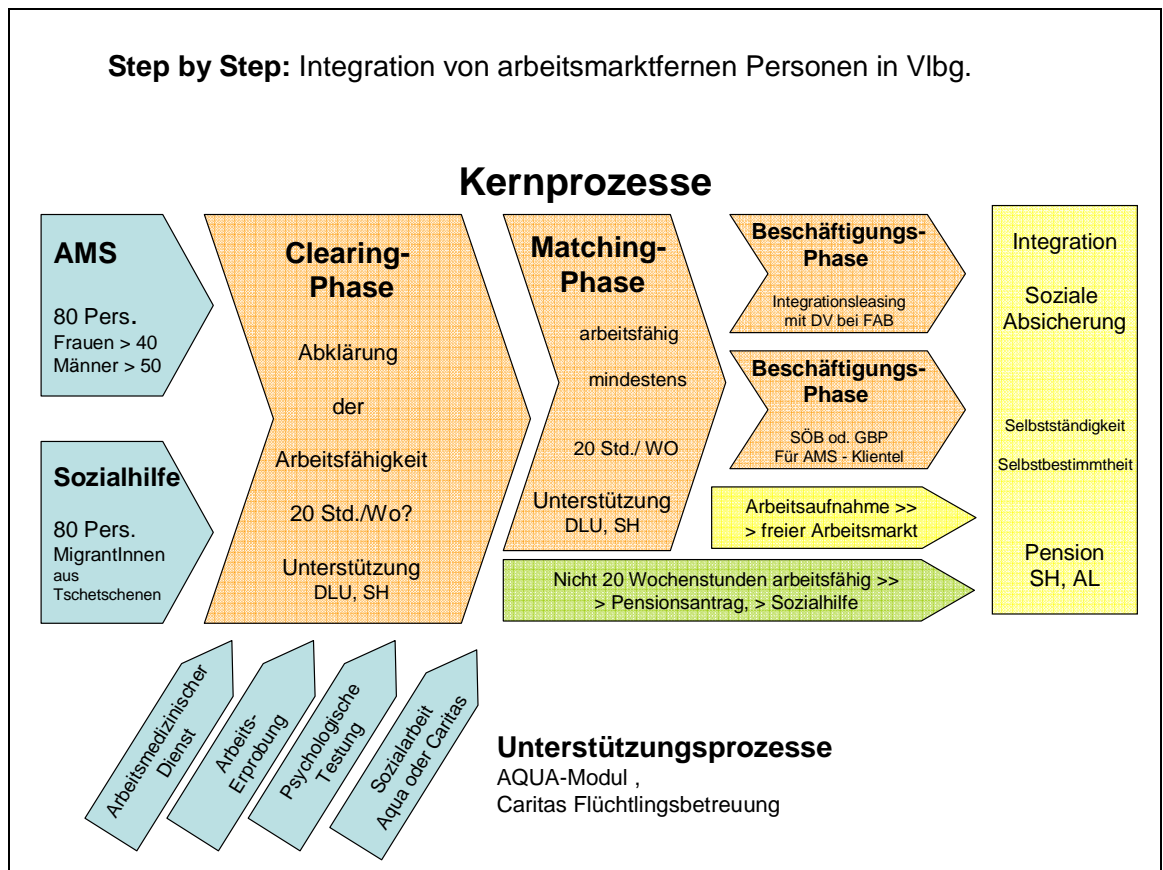 Step by Step: Integration von arbeitsmarktfernen Personen in Vlbg.
Kernprozesse
AMS
80 Pers.
Frauen > 40
Männer > 50
Sozialhilfe
80 Pers.
MigrantInnen
aus
Tschetschenen
Clearing-
Phase
Abklärung
der
Arbeitsfähigkeit
20 Std./Wo?
Unterstützung
DLU, SH
Matching-
Phase
arbeitsfähig
mindestens
20 Std./ WO
Unterstützung
DLU, SH
Beschäftigungs-
Phase
Integrationsleasing
mit DV bei FAB
Beschäftigungs-
Phase
SÖB od. GBP
Für AMS - Klientel
Arbeitsaufnahme >>
> freier Arbeitsmarkt
Nicht 20 Wochenstunden arbeitsfähig >>
> Pensionsantrag, > Sozialhilfe
Integration
Soziale
Absicherung
Selbstständigkeit
Selbstbestimmtheit
Pension
SH, AL
Arbeitsmedizinischer
Dienst
Arbeits-
Erprobung
Psychologische
Testung
Sozialarbeit
Aqua oder Caritas
Unterstützungsprozesse
AQUA-Modul ,
Caritas Flüchtlingsbetreuung